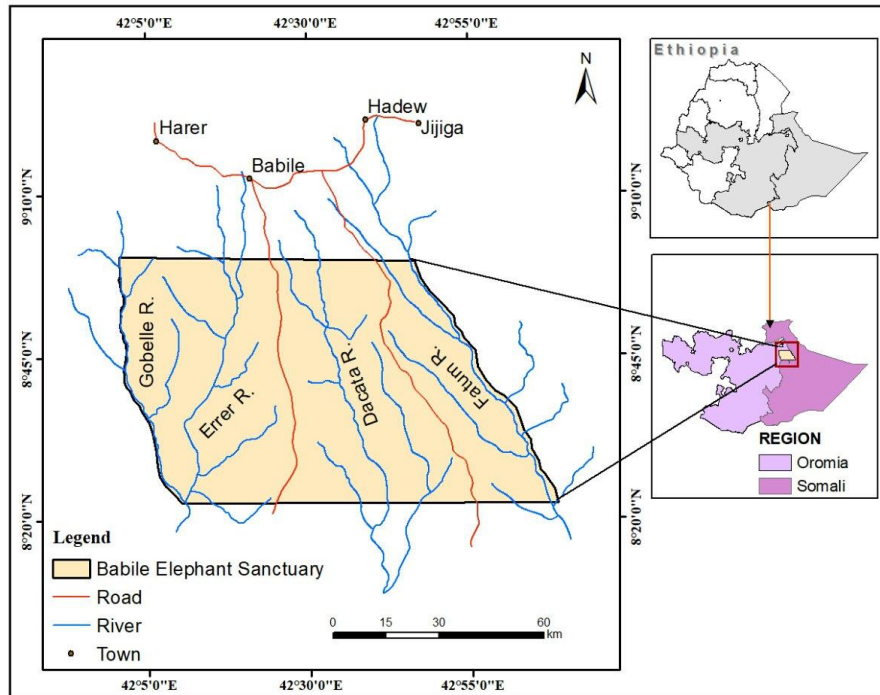 42°5'0"E 42°30'0"E 42°55'0"E
Ethiopia
N
Hadew
Harer
Jijiga
Babile
9°10'0"N
9°10'0"N
Gobelle R.
8°45'0"N
8°45'0"N
Errer R.
Dacata R.
Fatum R.
REGION
Oromia
Somali
8°20'0"N
8°20'0"N
Legend
Babile Elephant Sanctuary
Road
River
Town
0 15 30 60
km
42°5'0"E 42°30'0"E 42°55'0"E